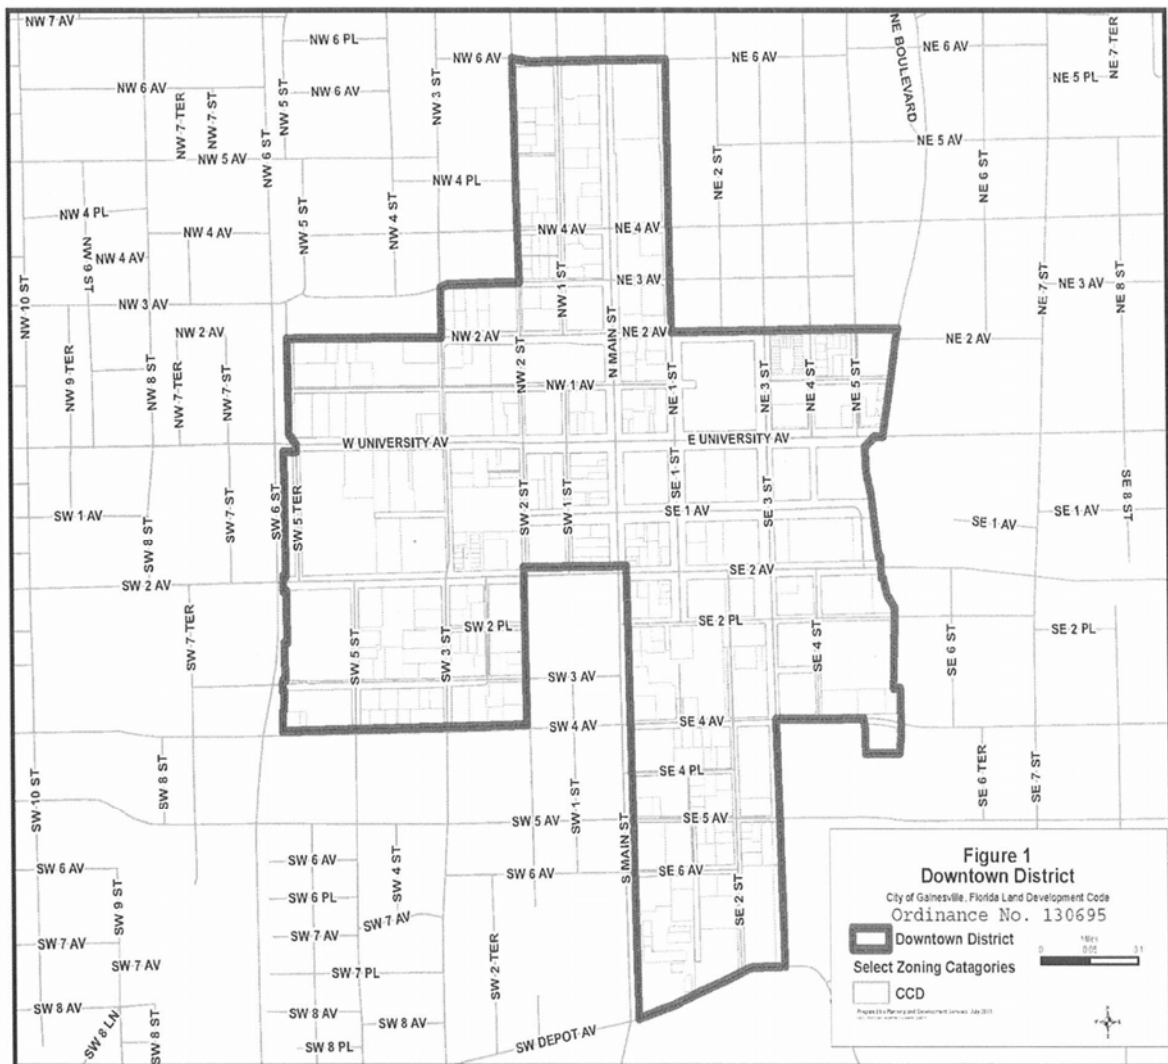 NW 7 AV
NW 6 PL
NW 6 AV
NE 6 AV
NE 6 AV
NE BOULEVARD
NE 7 TER
NE 5 PL
NW 6 AV
NW 6 AV
NW 7 TER
NW 7 ST
NW 5 ST
NW 3 ST
NW 5 AV
NW 6 ST
NE 5 AV
NW 4 PL
NE 2 ST
NE 6 ST
NW 4 PL
NW 4 AV
NW 5 ST
NW 4 ST
NW 4 AV
NE 4 AV
NW 4 AV
NW 9 ST
NW 10 ST
NW 3 AV
NW 1 ST
NE 3 AV
NE 7 ST
NE 3 AV
NE 8 ST
NW 2 AV
NW 2 AV
N MAIN ST
NE 2 AV
NE 2 AV
NW 9 TER
NW 8 ST
NW 7 TER
NW 7 ST
NW 2 ST
NW 1 AV
NE 1 ST
NE 3 ST
NE 4 ST
NE 5 ST
W UNIVERSITY AV
E UNIVERSITY AV
SW 1 AV
SW 8 ST
SW 7 ST
SW 6 ST
SW 5 TER
SW 2 ST
SW 1 ST
SE 1 ST
SE 1 AV
SE 3 ST
SE 1 AV
SE 1 AV
SE 8 ST
SW 2 AV
SE 2 AV
SW 7 TER
SW 5 ST
SW 3 ST
SW 2 PL
SE 2 PL
SE 4 ST
SE 6 ST
SE 2 PL
SW 3 AV
SW 4 AV
SE 4 AV
SW 10 ST
SW 8 ST
SW 1 ST
SE 4 PL
SE 6 TER
SE 7 ST
SW 5 AV
S MAIN ST
SE 5 AV
SW 6 AV
SW 6 AV
SW 4 ST
SW 6 AV
SE 6 AV
SW 9 ST
SW 6 PL
SE 2 ST
SW 7 AV
SW 7 AV
SW 7 AV
SW 7 AV
SW 7 PL
SW 2 TER
SW 8 AV
SW 8 LN
SW 8 ST
SW 8 AV
SW 8 AV
SW 8 PL
SW DEPOT AV
Figure 1
Downtown District
City of Gainesville, Florida Land Development Code
Ordinance No. 130695
Downtown District
Miles
0 0.05 0.1
Select Zoning Catagories
CCD